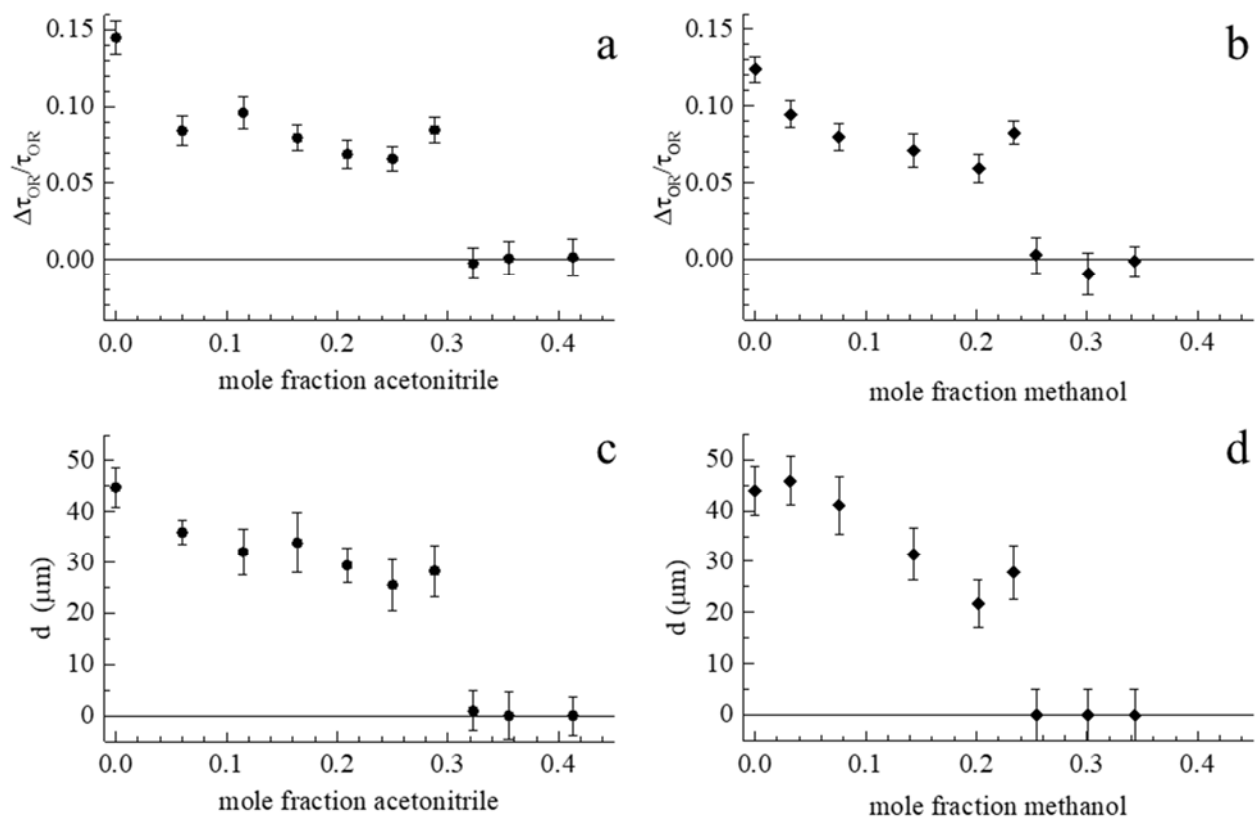 a
0.15
0.10
0.05
0.00
Δτ_OR/τ_OR
0.0 0.1 0.2 0.3 0.4
mole fraction acetonitrile
b
0.15
0.10
0.05
0.00
Δτ_OR/τ_OR
0.0 0.1 0.2 0.3 0.4
mole fraction methanol
c
50
40
30
20
10
0
d (μm)
0.0 0.1 0.2 0.3 0.4
mole fraction acetonitrile
d
50
40
30
20
10
0
d (μm)
0.0 0.1 0.2 0.3 0.4
mole fraction methanol